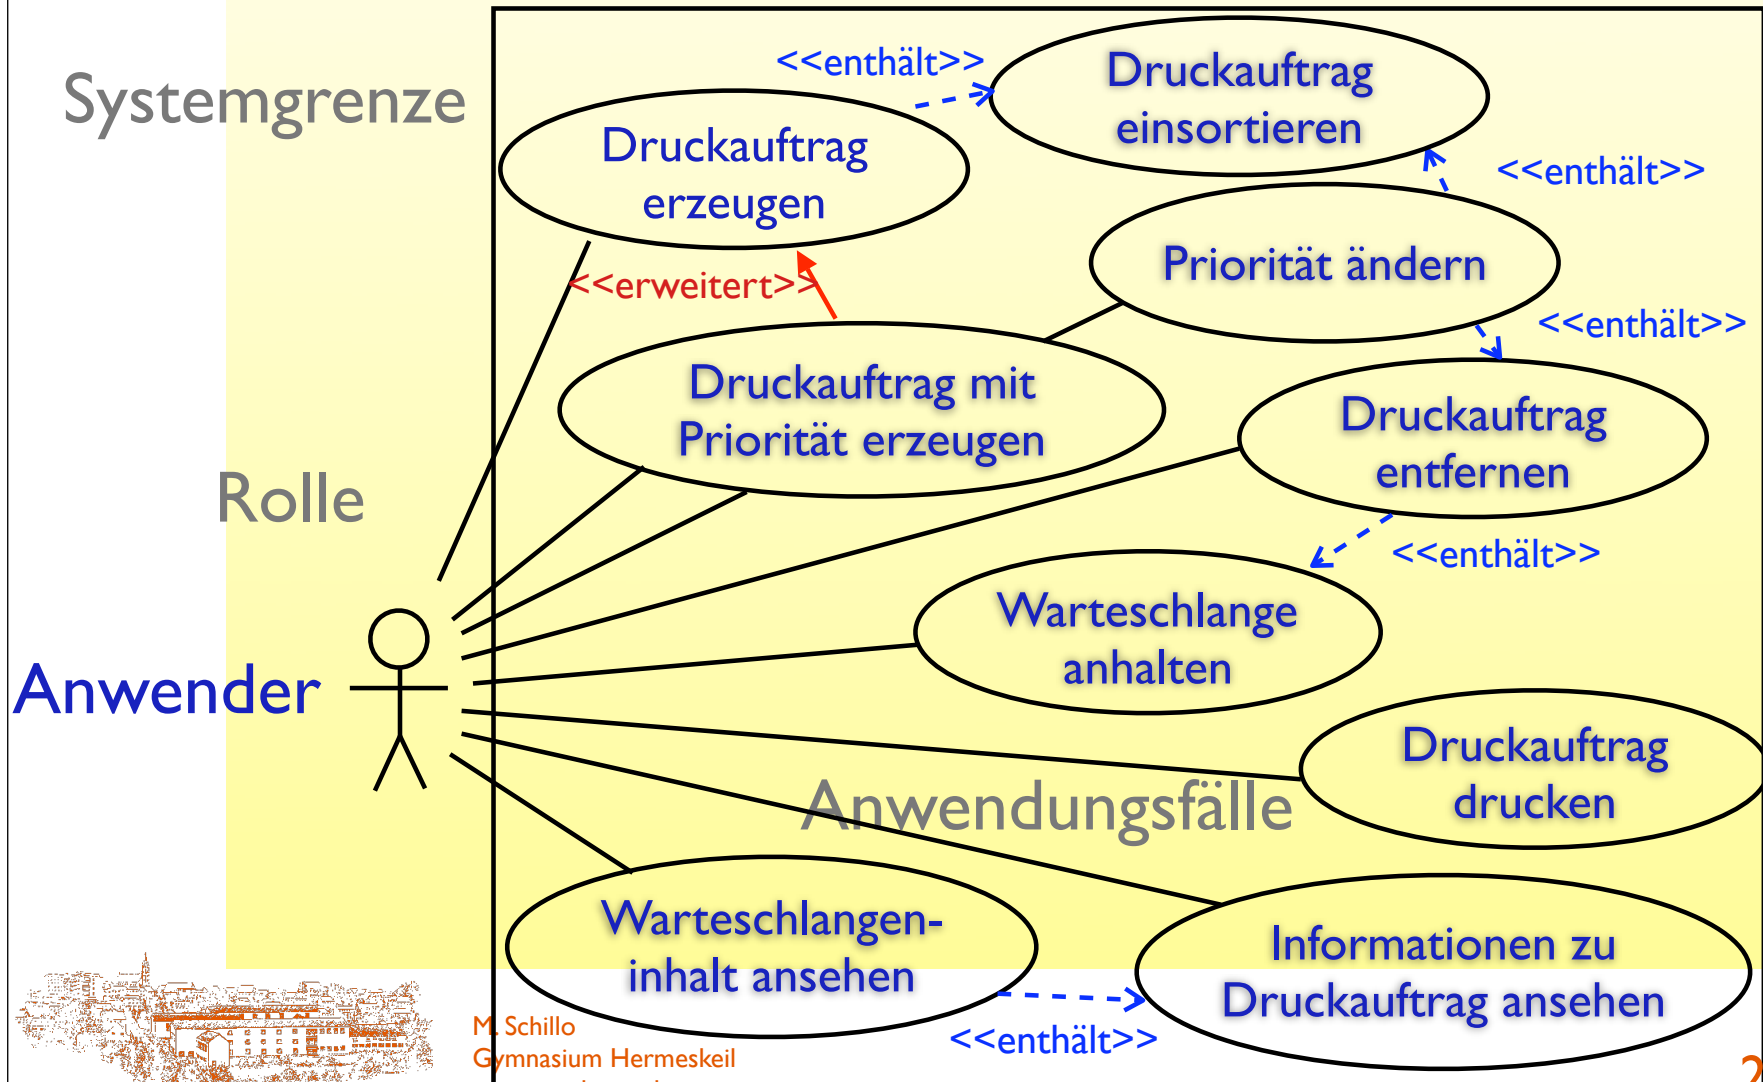 <<enthält>>
Druckauftrag
einsortieren
Systemgrenze
Druckauftrag
erzeugen
<<enthält>>
Priorität ändern
<<erweitert>>
<<enthält>>
Druckauftrag mit
Priorität erzeugen
Druckauftrag
entfernen
Rolle
<<enthält>>
Warteschlange
anhalten
Anwender
Druckauftrag
drucken
Anwendungsfälle
Warteschlangen-
inhalt ansehen
Informationen zu
Druckauftrag ansehen
<<enthält>>
M. Schillo
Gymnasium Hermeskeil